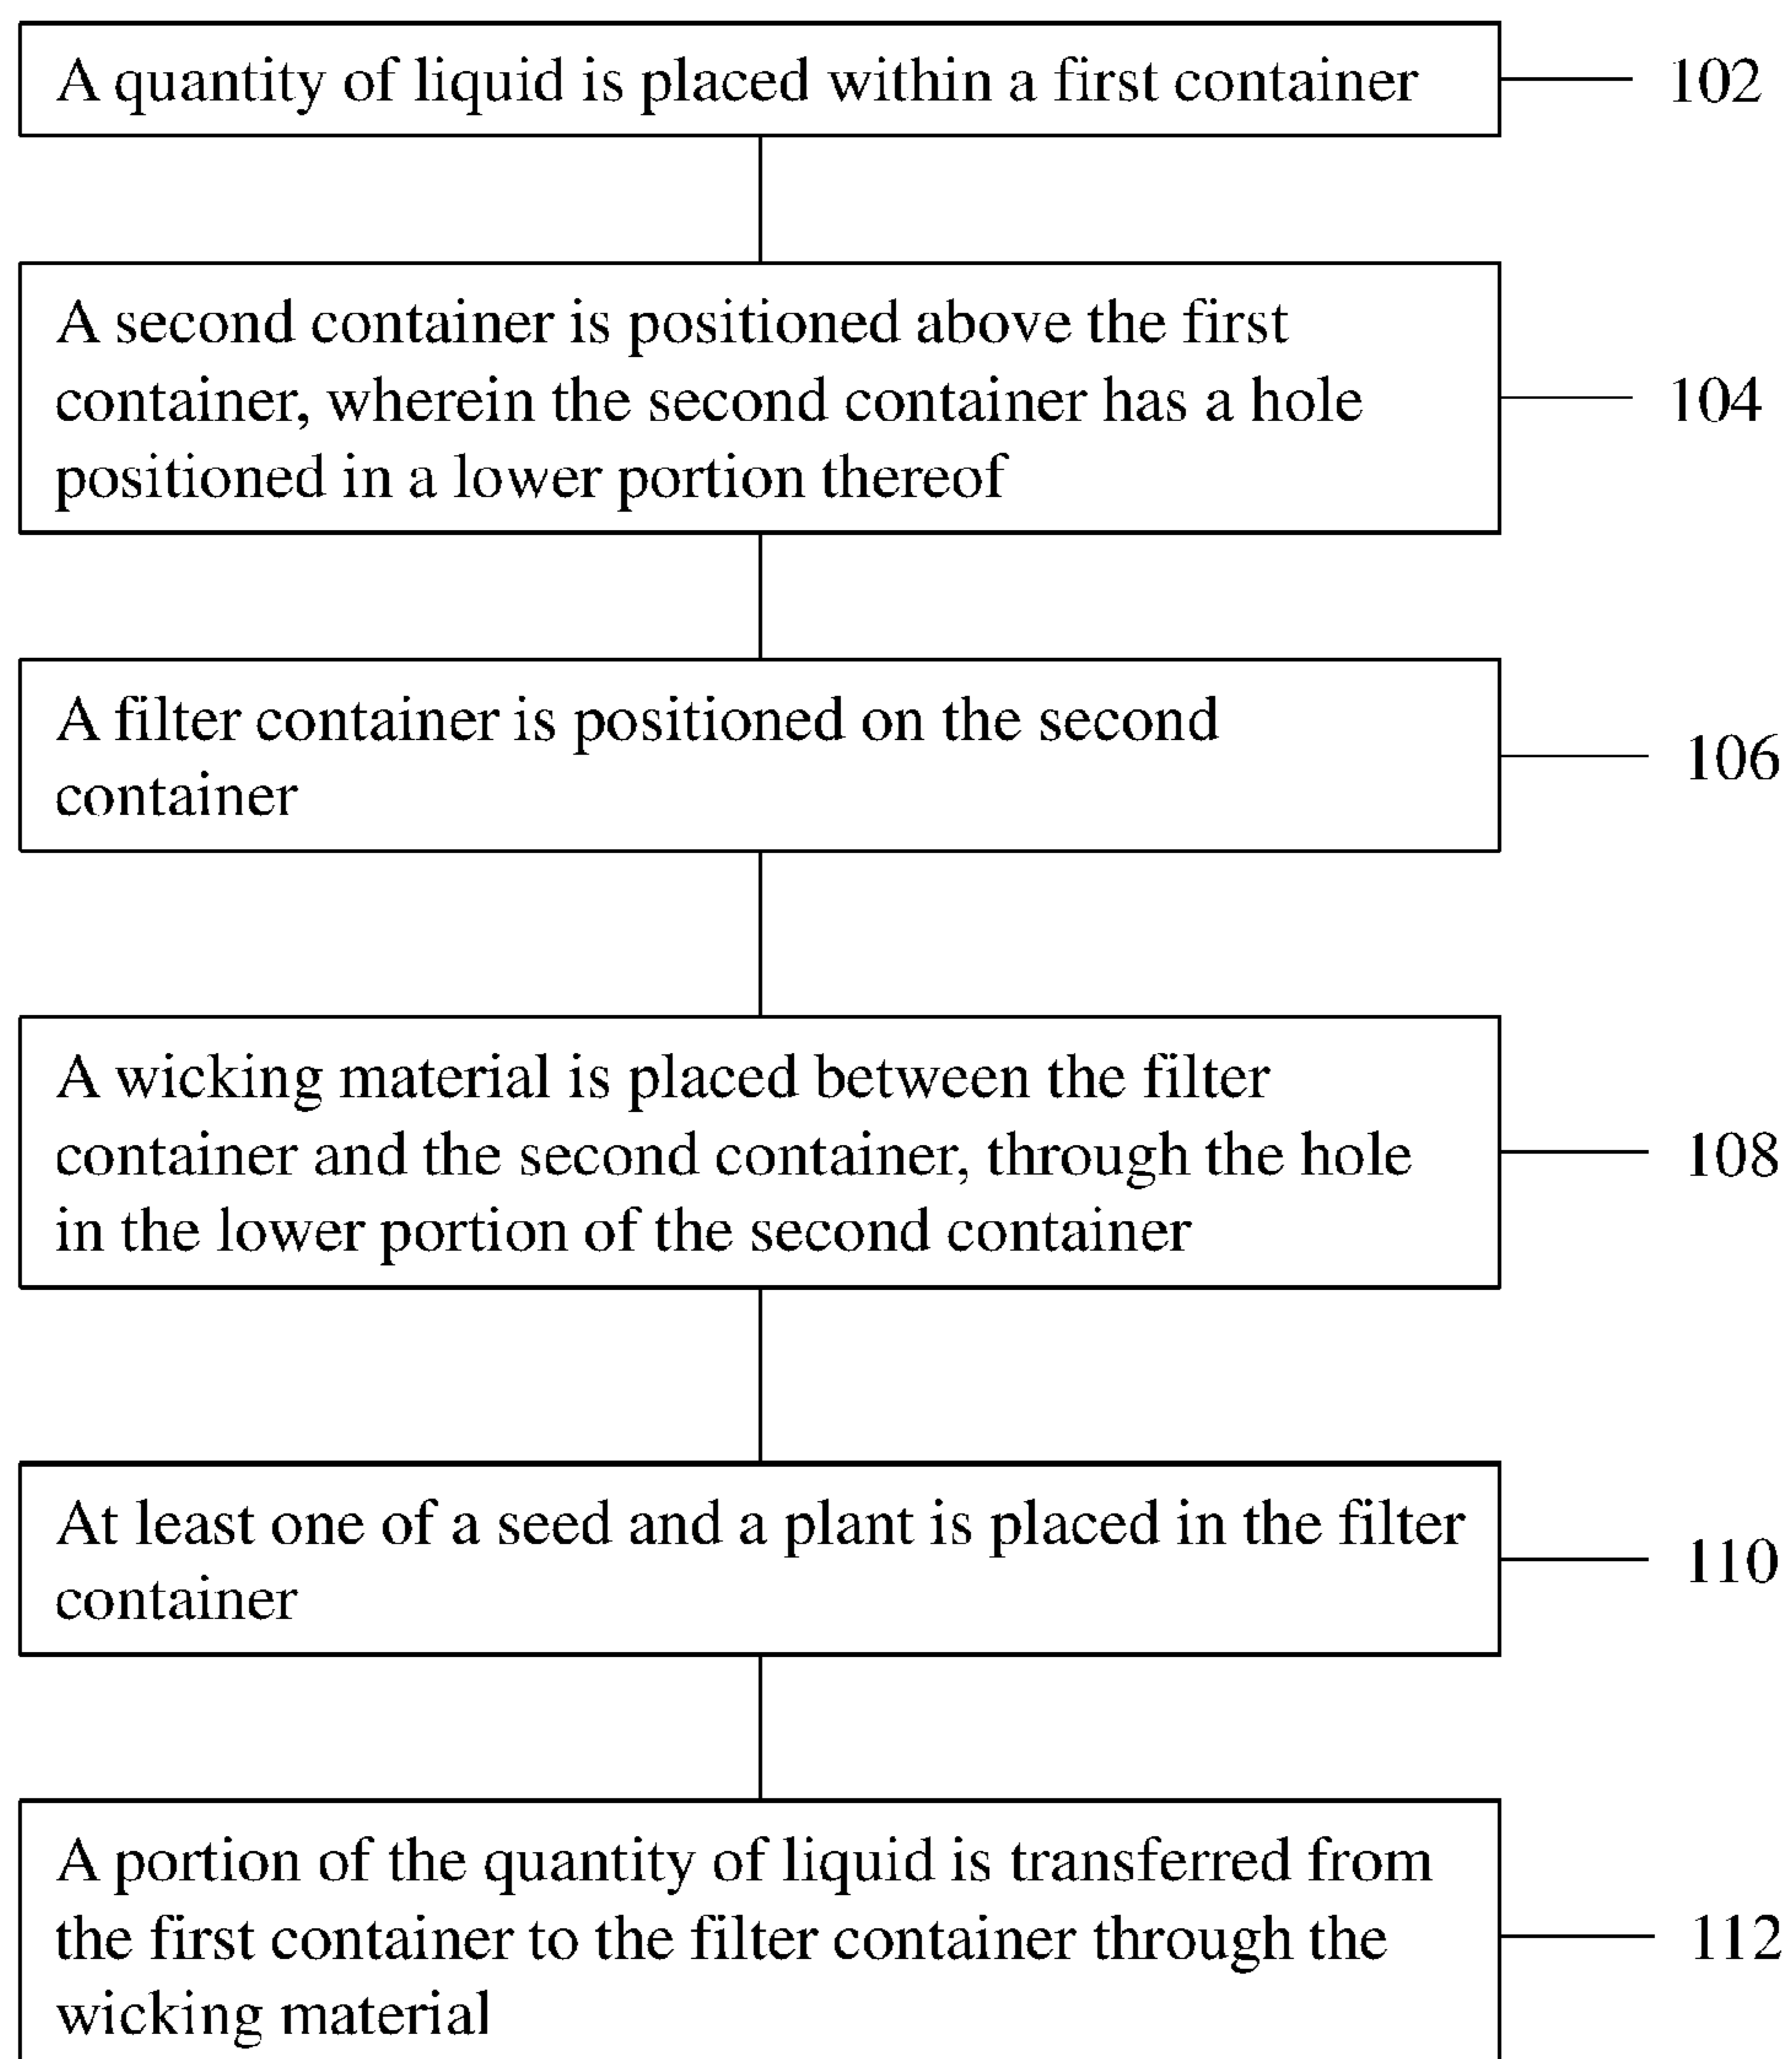 A quantity of liquid is placed within a first container
102
A second container is positioned above the first
container, wherein the second container has a hole
positioned in a lower portion thereof
104
A filter container is positioned on the second
container
106
A wicking material is placed between the filter
container and the second container, through the hole
in the lower portion of the second container
108
At least one of a seed and a plant is placed in the filter
container
110
A portion of the quantity of liquid is transferred from
the first container to the filter container through the
wicking material
112